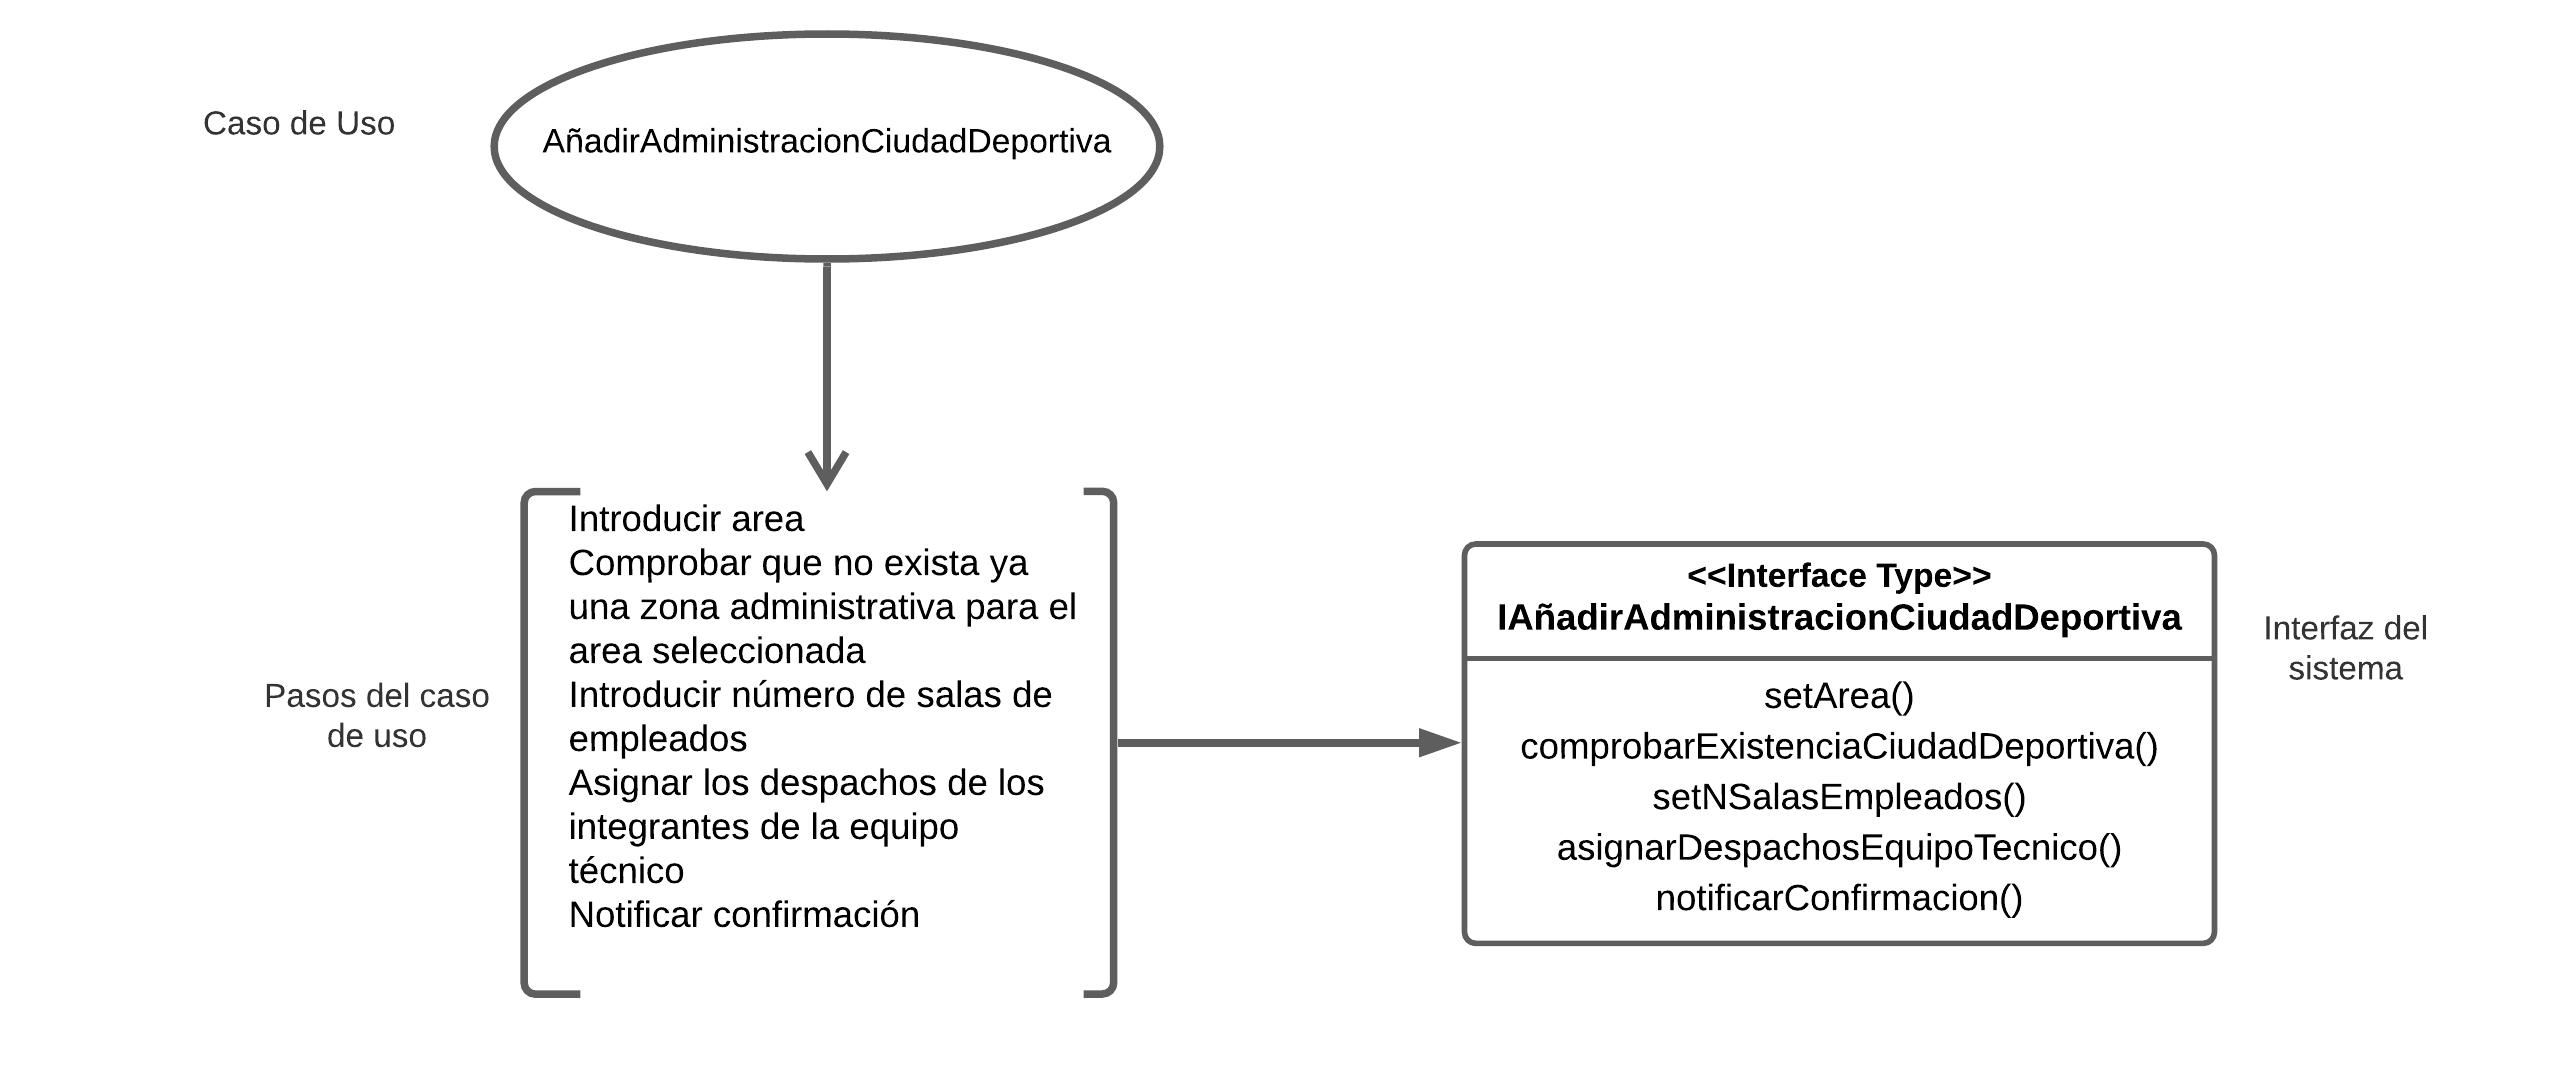 Caso de Uso
AñadirAdministracionCiudadDeportiva
Pasos del caso
de uso
Introducir area
Comprobar que no exista ya
una zona administrativa para el
area seleccionada
Introducir número de salas de
empleados
Asignar los despachos de los
integrantes de la equipo
técnico
Notificar confirmación
<<Interface Type>>
IAñadirAdministracionCiudadDeportiva
setArea()
comprobarExistenciaCiudadDeportiva()
setNSalasEmpleados()
asignarDespachosEquipoTecnico()
notificarConfirmacion()
Interfaz del
sistema